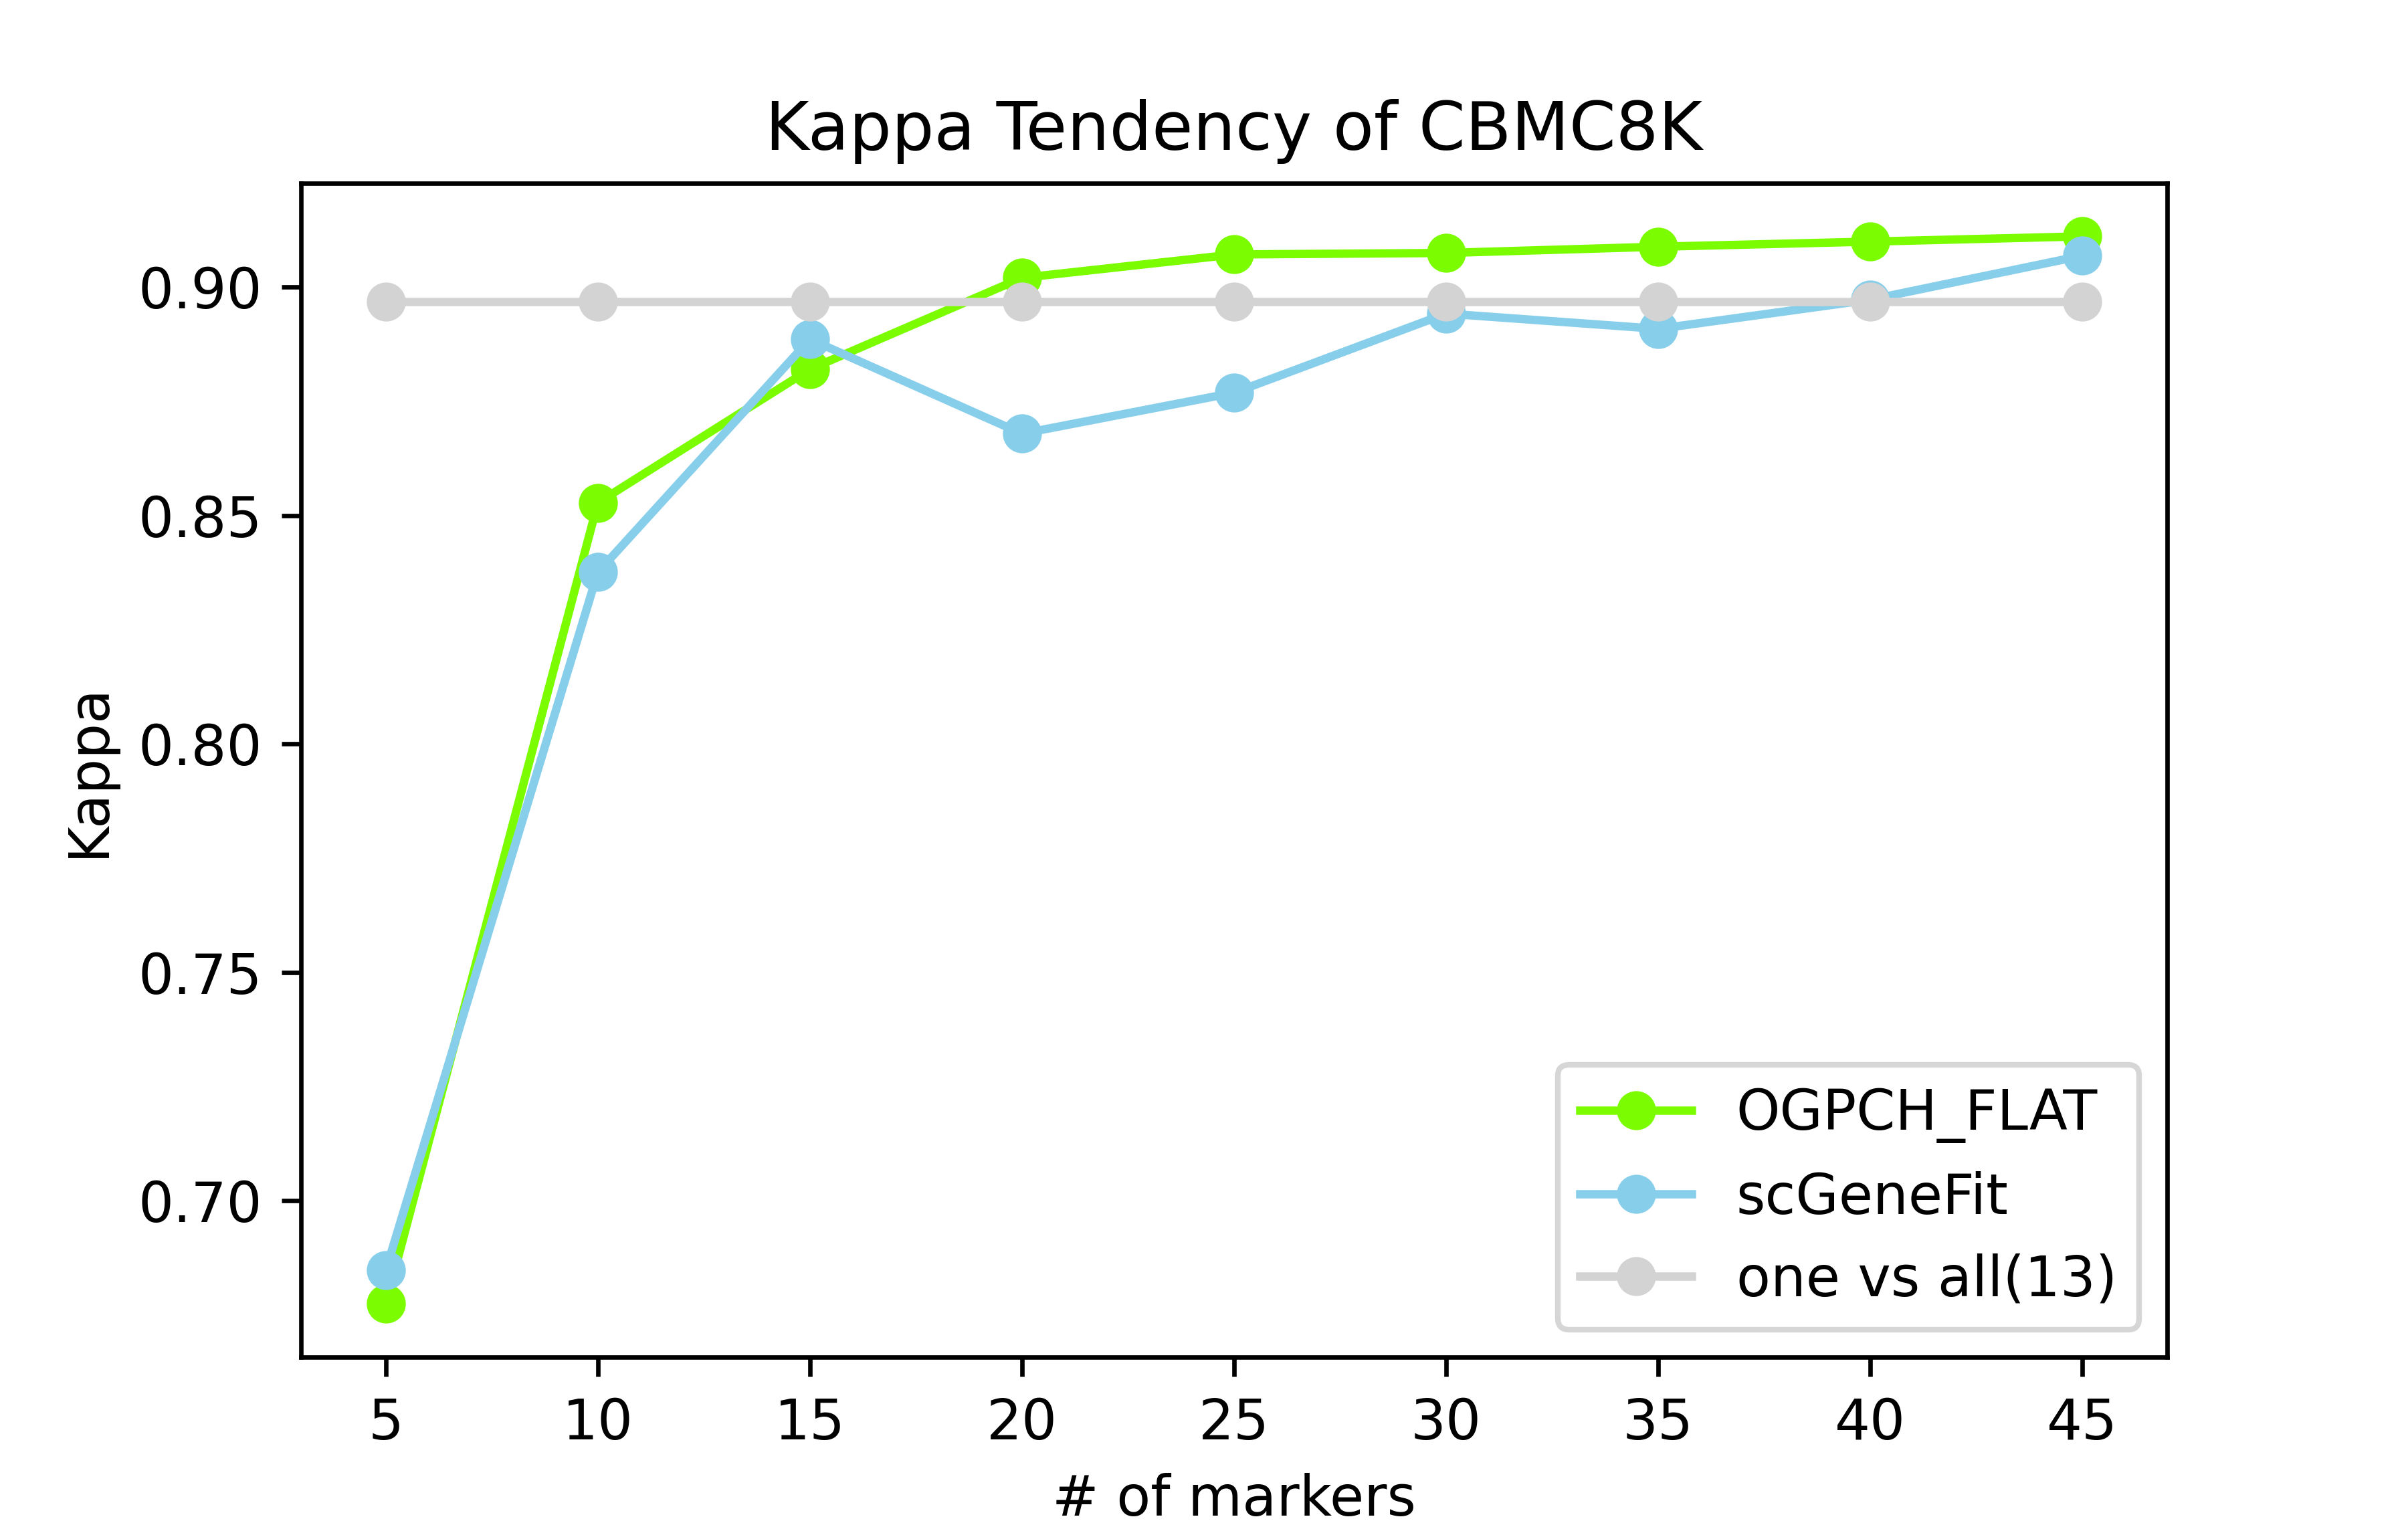 Kappa Tendency of CBMC8K
Kappa
0.90
0.85
0.80
0.75
0.70
5 10 15 20 25 30 35 40 45
# of markers
OGPCH_FLAT
scGeneFit
one vs all(13)